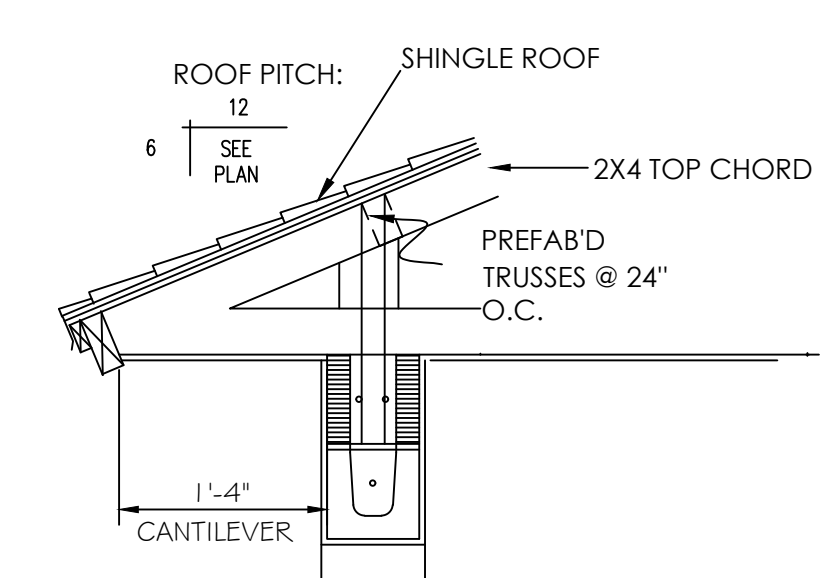 SHINGLE ROOF
ROOF PITCH:
12
6
SEE
PLAN
2X4 TOP CHORD
PREFAB'D
TRUSSES @ 24"
O.C.
1'-4"
CANTILEVER